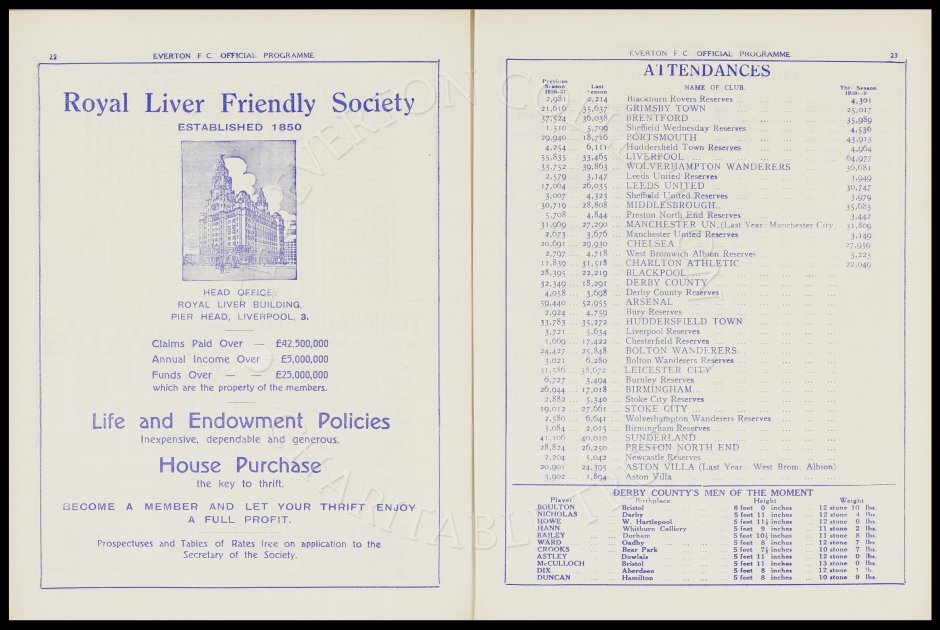 22 EVERTON F.C. OFFICIAL PROGRAMME
Royal Liver Friendly Society
ESTABLISHED 1850
HEAD OFFICE:
ROYAL LIVER BUILDING,
PIER HEAD, LIVERPOOL, 3.
Claims Paid Over — £42,500,000
Annual Income Over £5,000,000
Funds Over — — £25,000,000
which are the property of the members.
Life and Endowment Policies
Inexpensive, dependable and generous.
House Purchase
the key to thrift.
BECOME A MEMBER AND LET YOUR THRIFT ENJOY
A FULL PROFIT.
Prospectuses and Tables of Rates free on application to the
Secretary of the Society.
EVERTON F.C. OFFICIAL PROGRAMME 23
ATTENDANCES
Previous Season 1936-37 Last Season NAME OF CLUB. This Season 1938-9
2,981 2,214 Blackburn Rovers Reserves 4,301
21,616 35,637 GRIMSBY TOWN 25,017
37,524 36,038 BRENTFORD 35,989
1,510 5,799 Sheffield Wednesday Reserves 4,536
29,940 18,716 PORTSMOUTH 43,913
4,254 6,111 Huddersfield Town Reserves 4,964
55,835 33,465 LIVERPOOL 64,977
33,752 39,863 WOLVERHAMPTON WANDERERS 36,681
2,579 3,147 Leeds United Reserves 3,949
17,064 26,035 LEEDS UNITED 30,747
3,007 4,323 Sheffield United Reserves 3,979
30,719 28,808 MIDDLESBROUGH 35,683
5,708 4,844 Preston North End Reserves 3,442
31,969 27,290 MANCHESTER UN. (Last Year: Manchester City) 31,809
2,673 3,676 Manchester United Reserves 3,149
20,691 29,930 CHELSEA 27,959
2,797 4,718 West Bromwich Albion Reserves 3,223
11,839 31,518 CHARLTON ATHLETIC 22,049
28,395 22,219 BLACKPOOL
32,349 18,291 DERBY COUNTY
4,058 3,698 Derby County Reserves
59,440 52,955 ARSENAL
2,924 4,759 Bury Reserves
33,783 35,272 HUDDERSFIELD TOWN
3,721 5,634 Liverpool Reserves
1,669 17,422 Chesterfield Reserves
24,427 25,848 BOLTON WANDERERS
3,021 6,280 Bolton Wanderers Reserves
31,586 38,672 LEICESTER CITY
6,727 3,494 Burnley Reserves
26,944 17,018 BIRMINGHAM
2,882 5,340 Stoke City Reserves
19,012 27,661 STOKE CITY
2,580 6,641 Wolverhampton Wanderers Reserves
3,084 2,015 Birmingham Reserves
41,106 40,010 SUNDERLAND
28,824 26,250 PRESTON NORTH END
2,204 5,042 Newcastle Reserves
20,901 24,395 ASTON VILLA (Last Year: West Brom. Albion)
3,902 1,894 Aston Villa
DERBY COUNTY'S MEN OF THE MOMENT
Player Birthplace Height Weight
BOULTON Bristol 6 feet 0 inches 12 stone 10 lbs.
NICHOLAS Derby 5 feet 11 inches 12 stone 4 lbs.
HOWE W. Hartlepool 5 feet 11½ inches 12 stone 0 lbs.
HANN Whitburn Colliery 5 feet 9 inches 11 stone 2 lbs.
BAILEY Durham 5 feet 10½ inches 11 stone 8 lbs.
WARD Oadby 5 feet 8 inches 12 stone 7 lbs.
CROOKS Bear Park 5 feet 7½ inches 10 stone 7 lbs.
ASTLEY Dowlais 5 feet 11 inches 12 stone 0 lbs.
McCULLOCH Bristol 5 feet 11 inches 13 stone 0 lbs.
DIX Aberdeen 5 feet 8 inches 12 stone 1 lb.
DUNCAN Hamilton 5 feet 8 inches 10 stone 9 lbs.